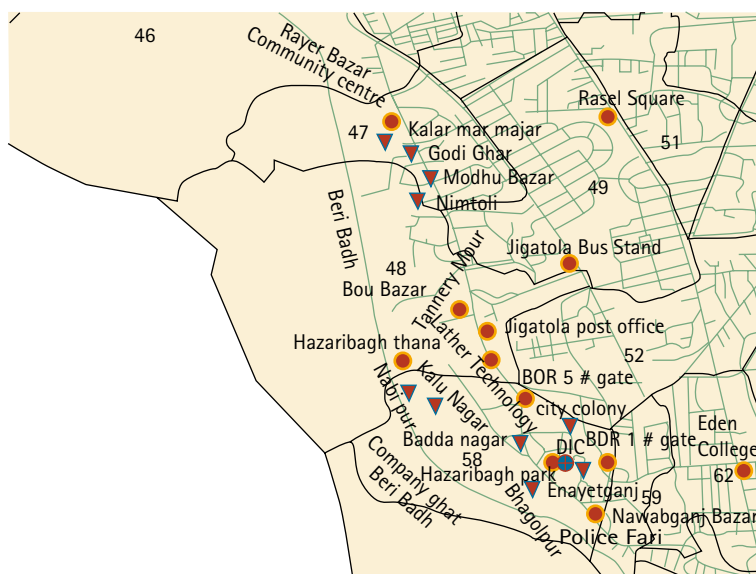 46
Rayer Bazar
Community centre
Rasel Square
47
Kalar mar majar
51
Godi Ghar
Modhu Bazar
49
Nimtoli
Beri Badh
Jigatola Bus Stand
48
Tannery Mour
Bou Bazar
Jigatola post office
Lather Technology
Hazaribagh thana
52
Kalu Nagar
Nabi pur
BOR 5 # gate
city colony
Eden
College
Badda nagar
DIC
BDR 1 # gate
58
Company ghat
Beri Badh
Hazaribagh park
62
Enayetganj
59
Bhagolpur
Nawabganj Bazar
Police Fari